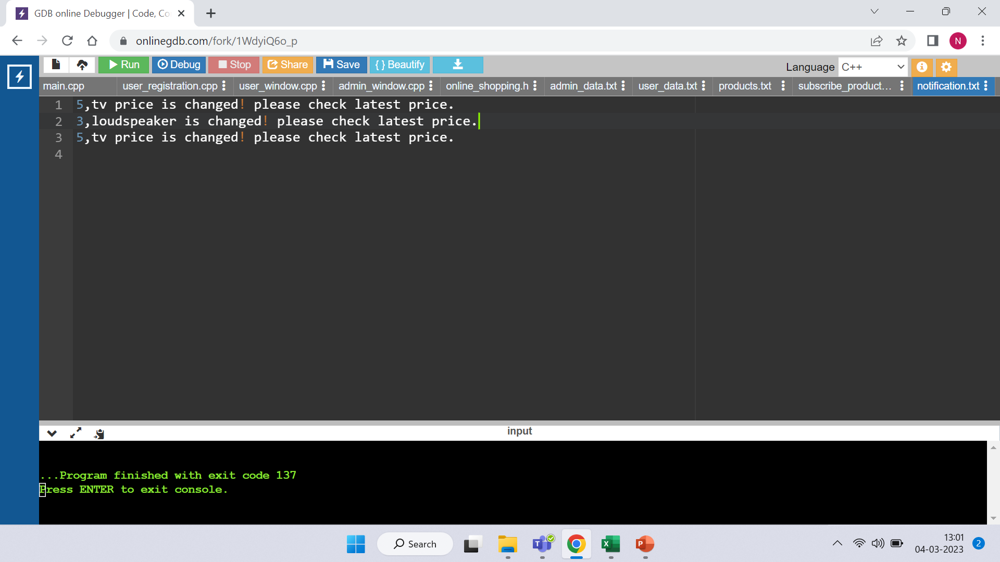 GDB online Debugger | Code, Co
onlinegdb.com/fork/1WdyiQ6o_p
N
Run Debug Stop Share Save { } Beautify
Language C++
main.cpp user_registration.cpp user_window.cpp admin_window.cpp online_shopping.h admin_data.txt user_data.txt products.txt subscribe_product... notification.txt
1 5,tv price is changed! please check latest price.
2 3,loudspeaker is changed! please check latest price.
3 5,tv price is changed! please check latest price.
4
input
...Program finished with exit code 137
Press ENTER to exit console.
Search
13:01
04-03-2023
2